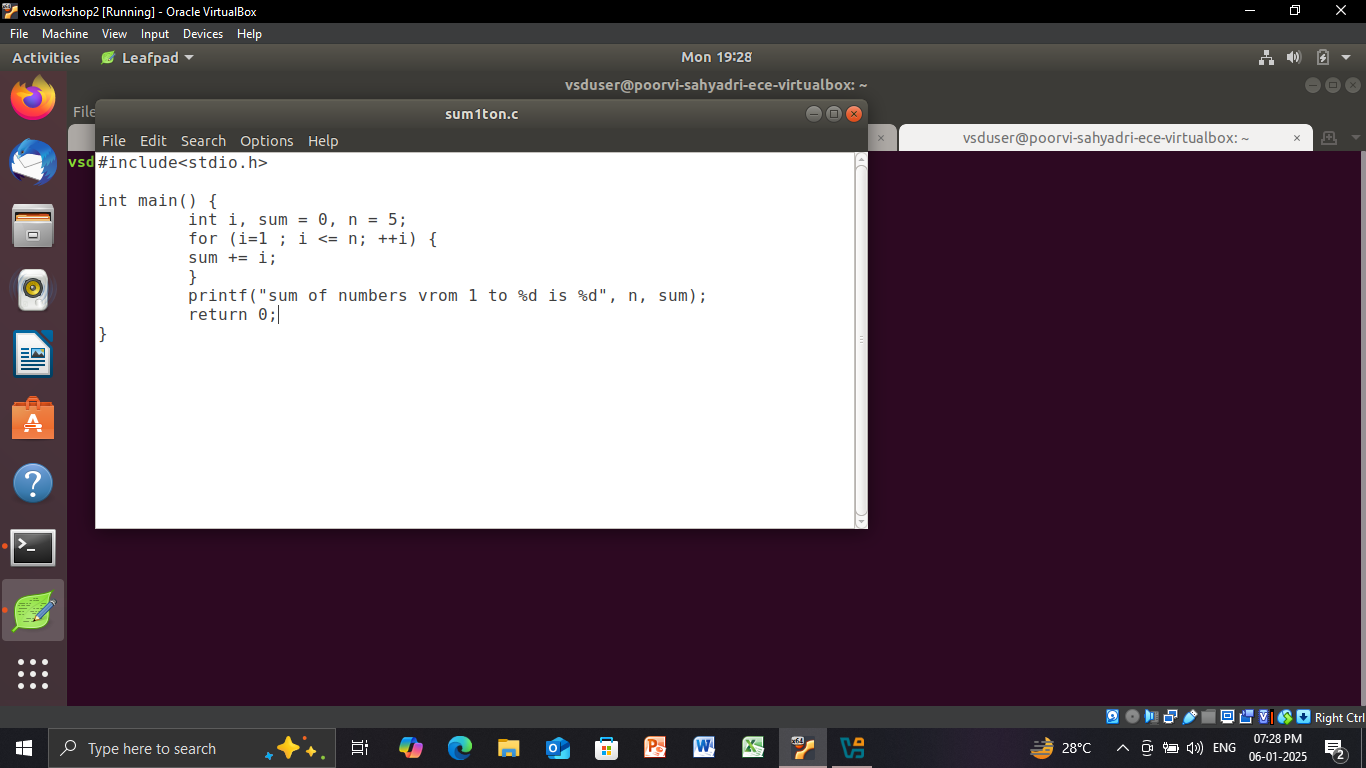 vdsworkshop2 [Running] - Oracle VirtualBox
File Machine View Input Devices Help
Activities Leafpad Mon 19:28
vsduser@poorvi-sahyadri-ece-virtualbox: ~
File
sum1ton.c
vsduser@poorvi-sahyadri-ece-virtualbox: ~
File Edit Search Options Help
vsd
#include<stdio.h>
int main() {
int i, sum = 0, n = 5;
for (i=1 ; i <= n; ++i) {
sum += i;
}
printf("sum of numbers vrom 1 to %d is %d", n, sum);
return 0;
}
Right Ctrl
Type here to search
28°C
ENG
07:28 PM
06-01-2025
2